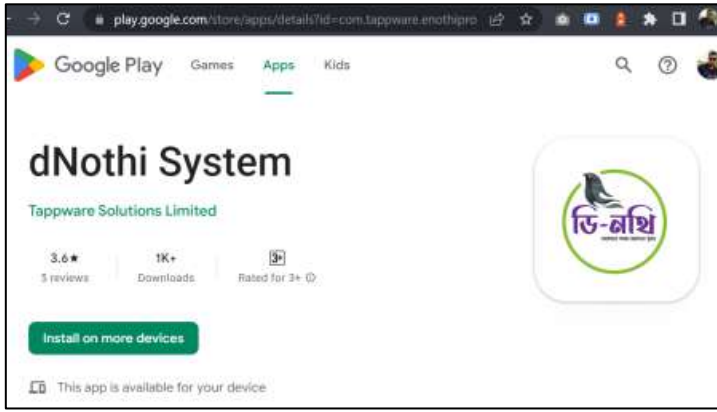 play.google.com/store/apps/details?id=com.tappware.enothipro
Google Play Games Apps Kids
dNothi System
Tappware Solutions Limited
3.6★ 1K+ 3+
5 reviews Downloads Rated for 3+
ডি-নথি
Install on more devices
This app is available for your device